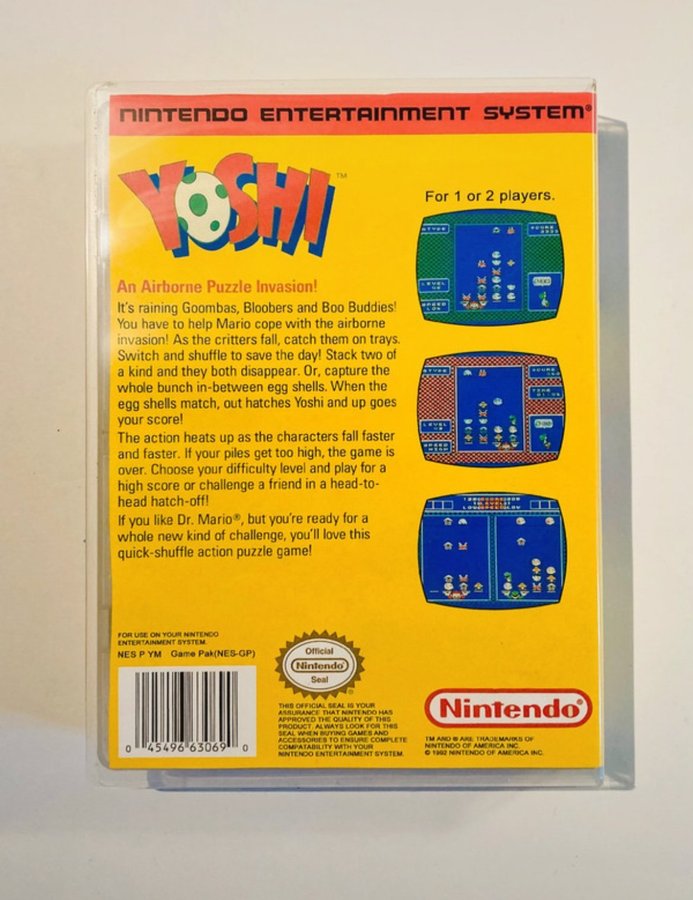 NINTENDO ENTERTAINMENT SYSTEM®
YOSHI™
For 1 or 2 players.
An Airborne Puzzle Invasion!
It's raining Goombas, Bloobers and Boo Buddies!
You have to help Mario cope with the airborne
invasion! As the critters fall, catch them on trays.
Switch and shuffle to save the day! Stack two of
a kind and they both disappear. Or, capture the
whole bunch in-between egg shells. When the
egg shells match, out hatches Yoshi and up goes
your score!
The action heats up as the characters fall faster
and faster. If your piles get too high, the game is
over. Choose your difficulty level and play for a
high score or challenge a friend in a head-to-
head hatch-off!
If you like Dr. Mario®, but you're ready for a
whole new kind of challenge, you'll love this
quick-shuffle action puzzle game!
LEVEL
SPEED
LOW
LEVEL
SPEED
FOR USE ON YOUR NINTENDO
ENTERTAINMENT SYSTEM.
NES P YM Game Pak(NES-GP)
0 45496 63069 0
Official
Nintendo®
Seal
®
THIS OFFICIAL SEAL IS YOUR
ASSURANCE THAT NINTENDO HAS
APPROVED THE QUALITY OF THIS
PRODUCT. ALWAYS LOOK FOR THIS
SEAL WHEN BUYING GAMES AND
ACCESSORIES TO ENSURE COMPLETE
COMPATABILITY WITH YOUR
NINTENDO ENTERTAINMENT SYSTEM.
Nintendo®
TM AND ® ARE TRADEMARKS OF
NINTENDO OF AMERICA INC.
© 1992 NINTENDO OF AMERICA INC.